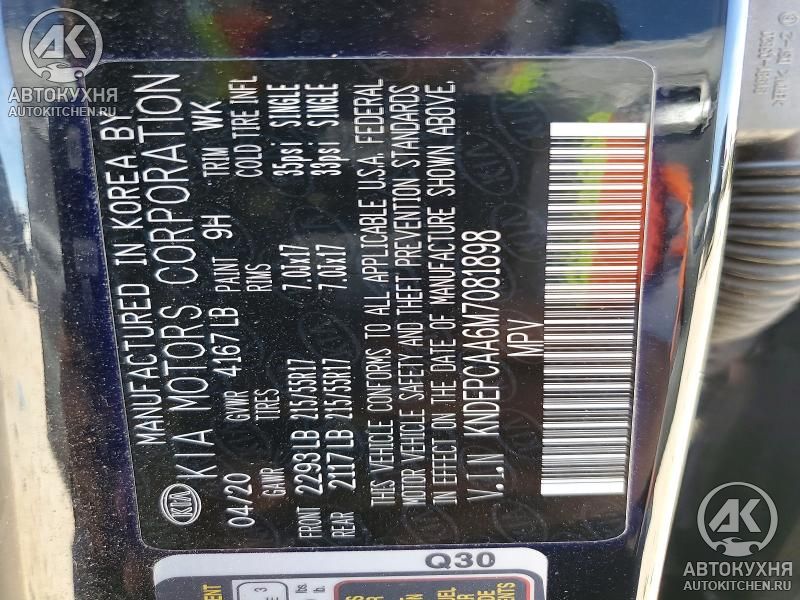 MANUFACTURED IN KOREA BY
KIA KIA MOTORS CORPORATION
04/20 GVWR 4167 LB PAINT 9H TRIM WK
GAWR TIRES RIMS COLD TIRE INFL
FRONT 2293 LB 215/55R17 7.0Jx17 35psi SINGLE
REAR 2117 LB 215/55R17 7.0Jx17 33psi SINGLE
THIS VEHICLE CONFORMS TO ALL APPLICABLE U.S.A. FEDERAL
MOTOR VEHICLE SAFETY AND THEFT PREVENTION STANDARDS
IN EFFECT ON THE DATE OF MANUFACTURE SHOWN ABOVE.
V.I.N KNDEPCAA6M7081898
MPV
Q30
АК
АВТОКУХНЯ
AUTOKITCHEN.RU
АК
АВТОКУХНЯ
AUTOKITCHEN.RU